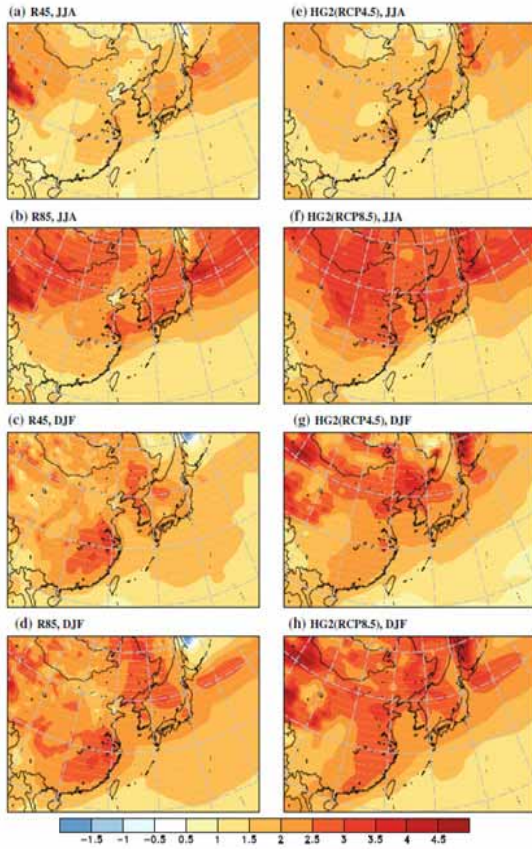 (a) R45, JJA
(e) HG2(RCP4.5), JJA
(b) R85, JJA
(f) HG2(RCP8.5), JJA
(c) R45, DJF
(g) HG2(RCP4.5), DJF
(d) R85, DJF
(h) HG2(RCP8.5), DJF
-1.5 -1 -0.5 0.5 1 1.5 2 2.5 3 3.5 4 4.5